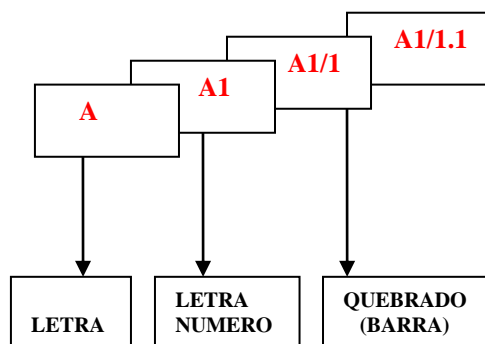 A
A1
A1/1
A1/1.1
LETRA
LETRA
NUMERO
QUEBRADO
(BARRA)